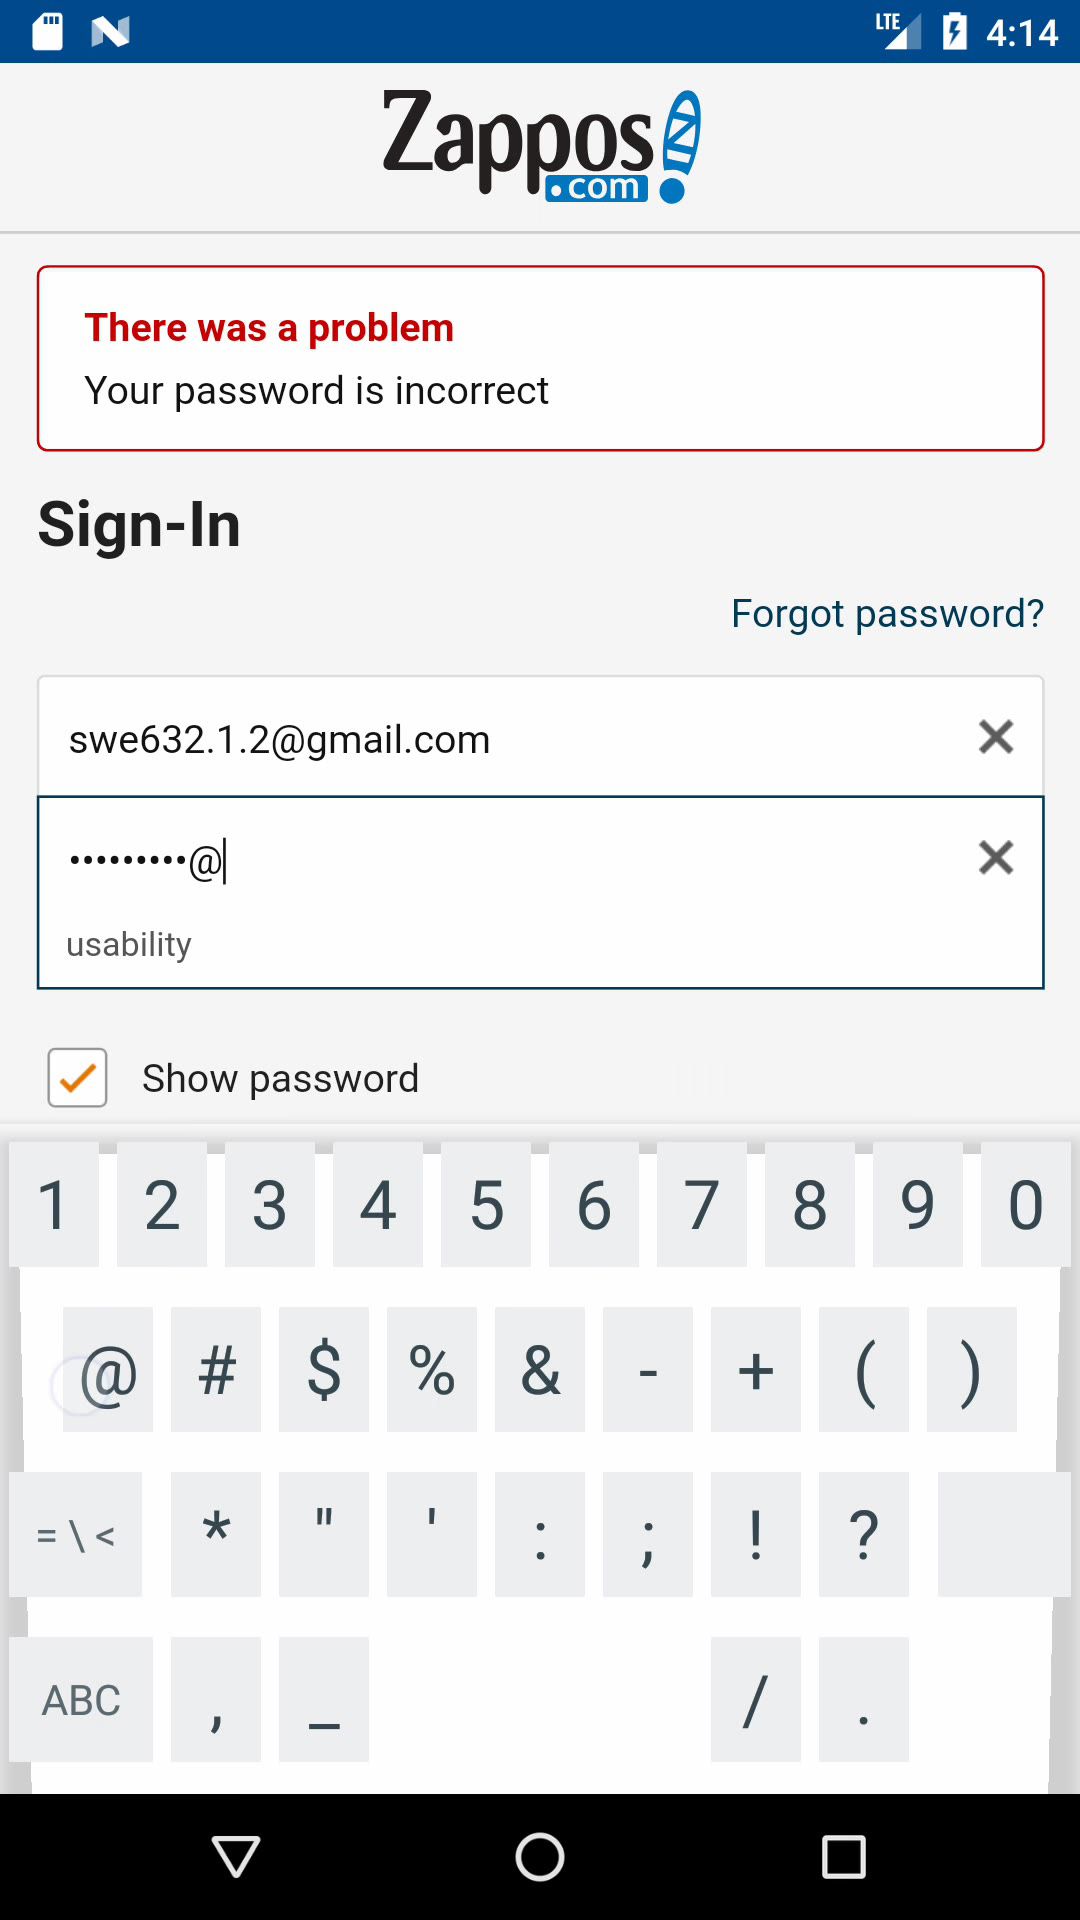 LTE 4:14
Zappos
.com
There was a problem
Your password is incorrect
Sign-In
Forgot password?
swe632.1.2@gmail.com
•••••••••@
usability
Show password
1 2 3 4 5 6 7 8 9 0
@ # $ % & - + ( )
= \ < * " ' : ; ! ?
ABC , _ / .